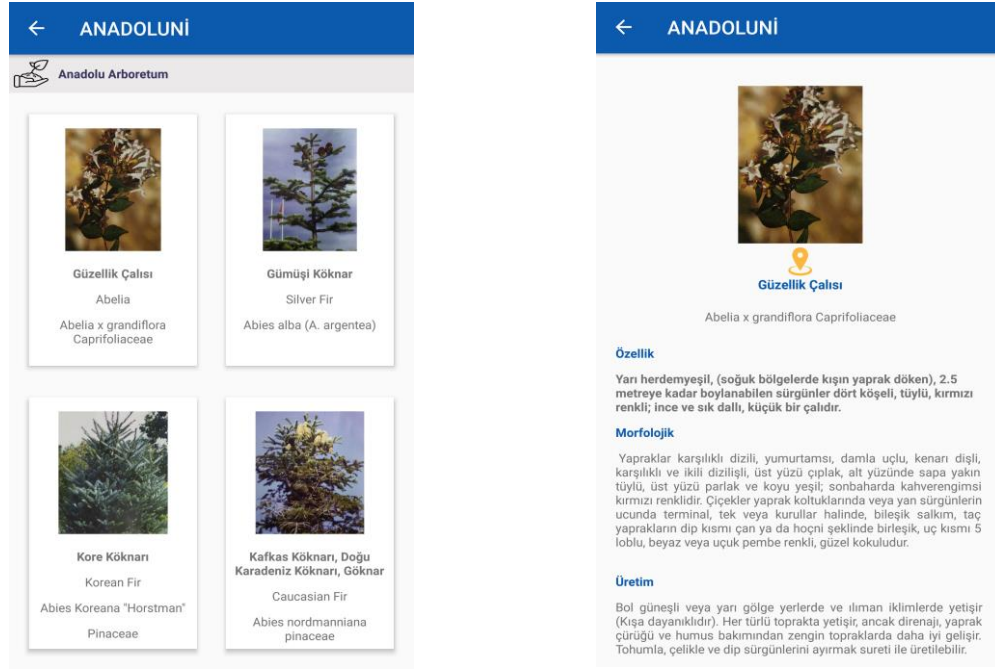 ANADOLUNİ
Anadolu Arboretum
Güzellik Çalısı
Abelia
Abelia x grandiflora
Caprifoliaceae
Gümüşi Köknar
Silver Fir
Abies alba (A. argentea)
Kore Köknarı
Korean Fir
Abies Koreana "Horstman"
Pinaceae
Kafkas Köknarı, Doğu
Karadeniz Köknarı, Göknar
Caucasian Fir
Abies nordmanniana
pinaceae
ANADOLUNİ
Güzellik Çalısı
Abelia x grandiflora Caprifoliaceae
Özellik
Yarı herdemyeşil, (soğuk bölgelerde kışın yaprak döken), 2.5
metreye kadar boylanabilen sürgünler dört köşeli, tüylü, kırmızı
renkli; ince ve sık dallı, küçük bir çalıdır.
Morfolojik
Yapraklar karşılıklı dizili, yumurtamsı, damla uçlu, kenarı dişli,
karşılıklı ve ikili dizilişli, üst yüzü çıplak, alt yüzünde sapa yakın
tüylü, üst yüzü parlak ve koyu yeşil; sonbaharda kahverengimsi
kırmızı renklidir. Çiçekler yaprak koltuklarında veya yan sürgünlerin
ucunda terminal, tek veya kurullar halinde, bileşik salkım, taç
yaprakların dip kısmı çan ya da hoçni şeklinde birleşik, uç kısmı 5
loblu, beyaz veya uçuk pembe renkli, güzel kokuludur.
Üretim
Bol güneşli veya yarı gölge yerlerde ve ılıman iklimlerde yetişir
(Kışa dayanıklıdır). Her türlü toprakta yetişir, ancak direnajı, yaprak
çürüğü ve humus bakımından zengin topraklarda daha iyi gelişir.
Tohumla, çelikle ve dip sürgünlerini ayırmak sureti ile üretilebilir.